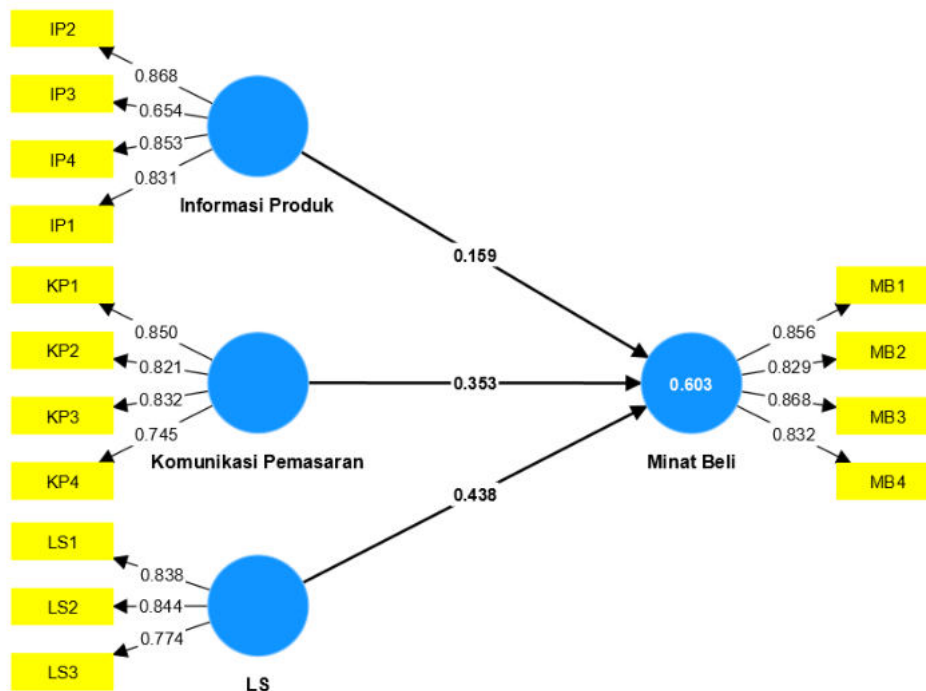 IP2
0.868
IP3
0.654
IP4
0.853
0.831
IP1
Informasi Produk
0.159
KP1
0.850
KP2
0.821
KP3
0.832
0.745
KP4
Komunikasi Pemasaran
0.353
LS1
0.838
LS2
0.844
0.774
LS3
LS
0.438
0.603
Minat Beli
MB1
0.856
MB2
0.829
0.868
MB3
0.832
MB4